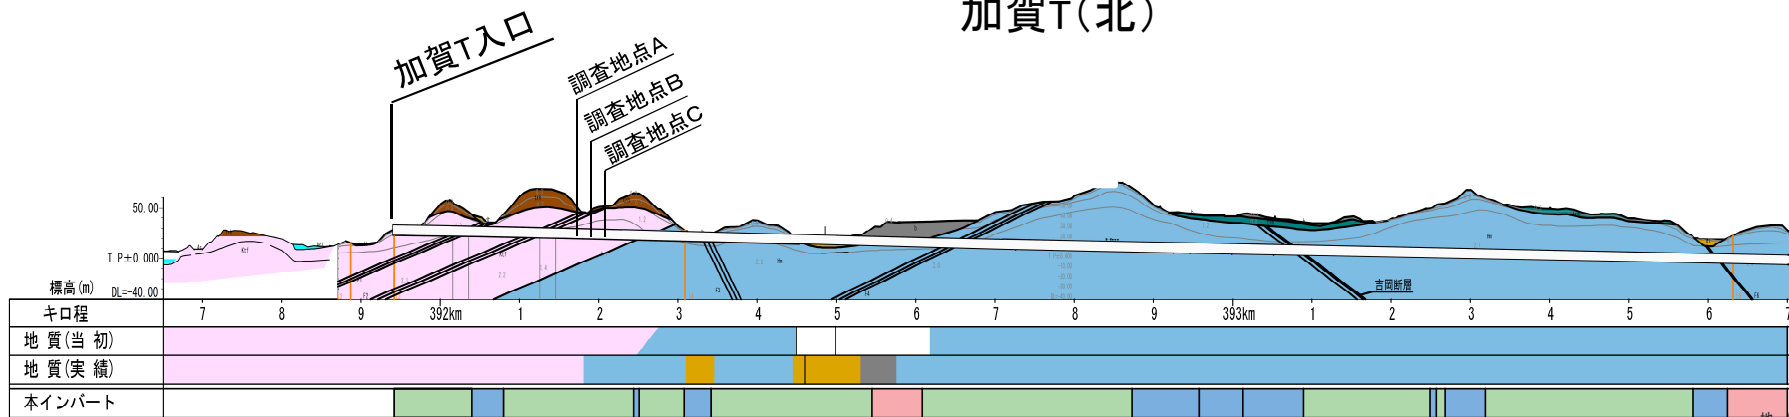 加賀T(北)
加賀T入口
調査地点A
調査地点B
調査地点C
50.00
T P±0.000
標高(m) DL=-40.00
吉岡断層
キロ程 7 8 9 392km 1 2 3 4 5 6 7 8 9 393km 1 2 3 4 5 6 7
地 質(当 初)
地 質(実 績)
本インバート